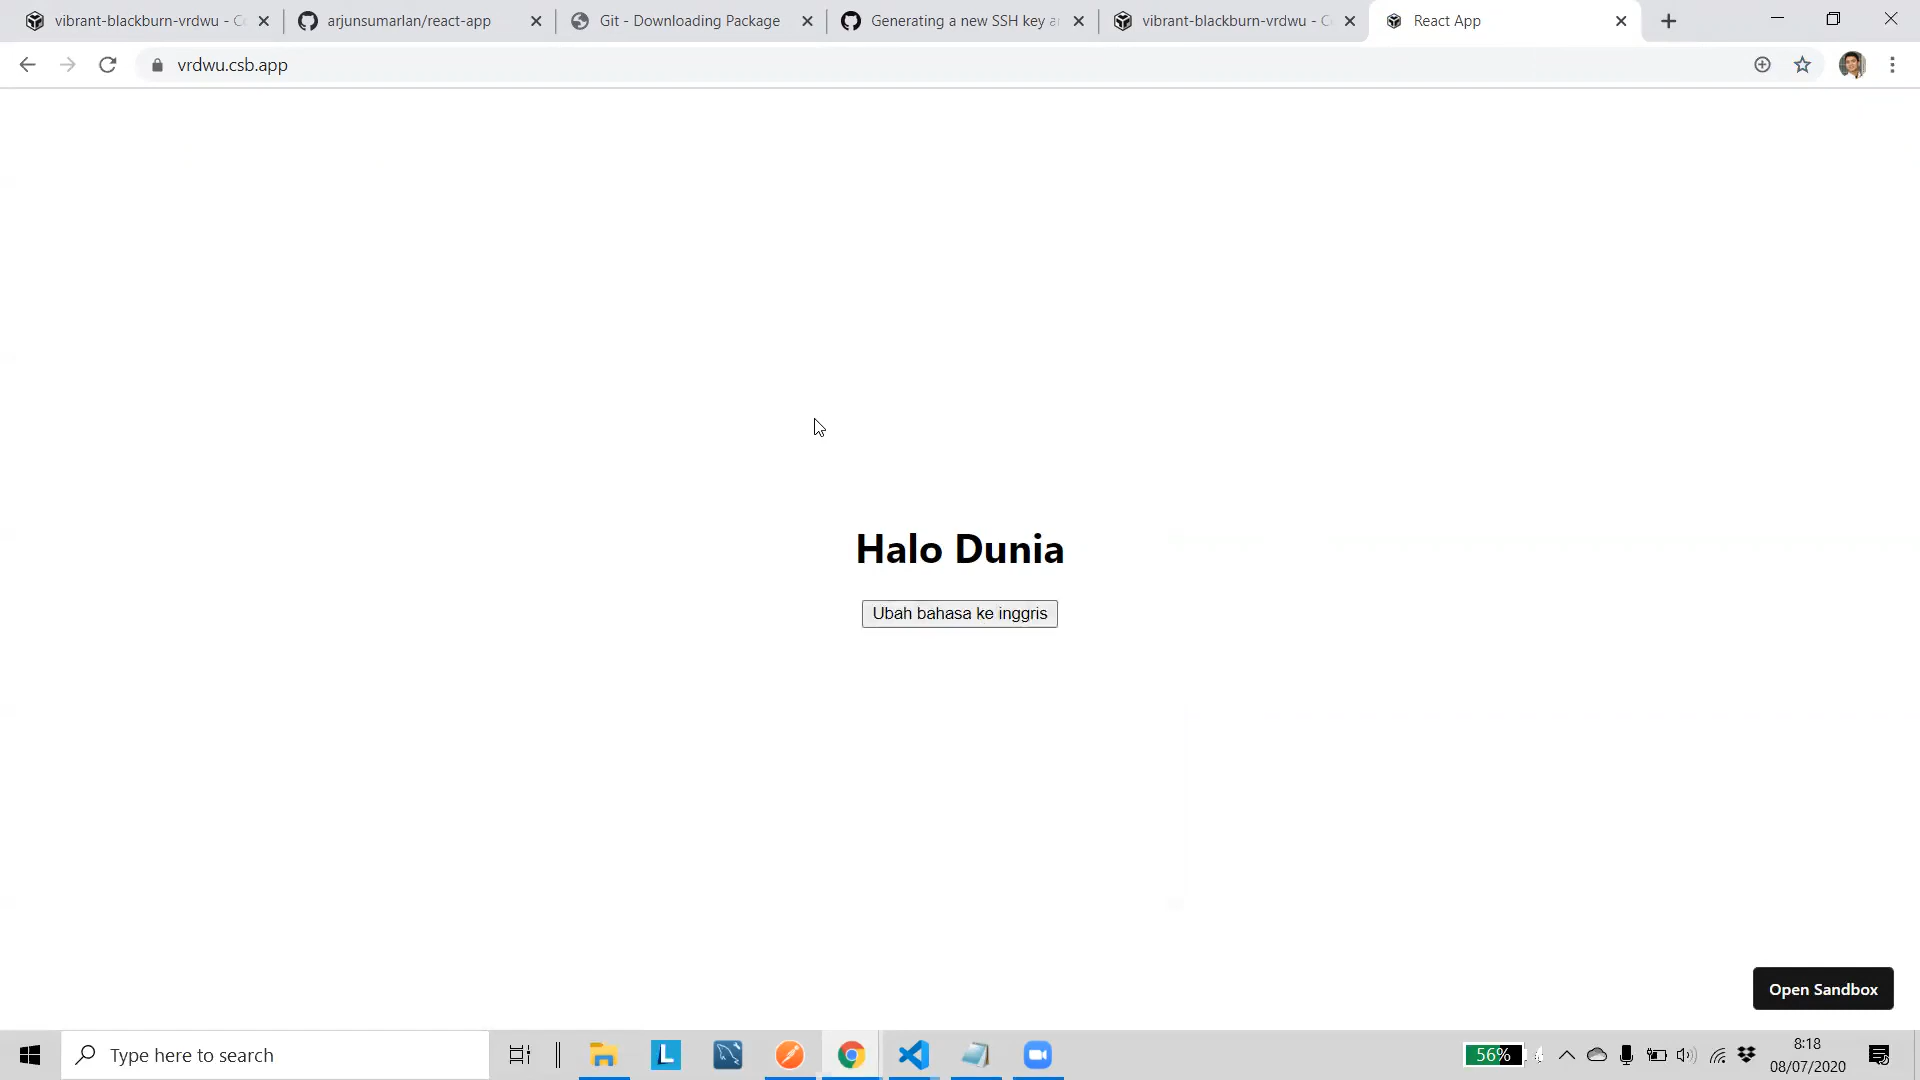 vibrant-blackburn-vrdwu - Co
arjunsumarlan/react-app
Git - Downloading Package
Generating a new SSH key a
vibrant-blackburn-vrdwu - Co
React App
vrdwu.csb.app
Halo Dunia
Ubah bahasa ke inggris
Open Sandbox
Type here to search
L
56%
8:18
08/07/2020